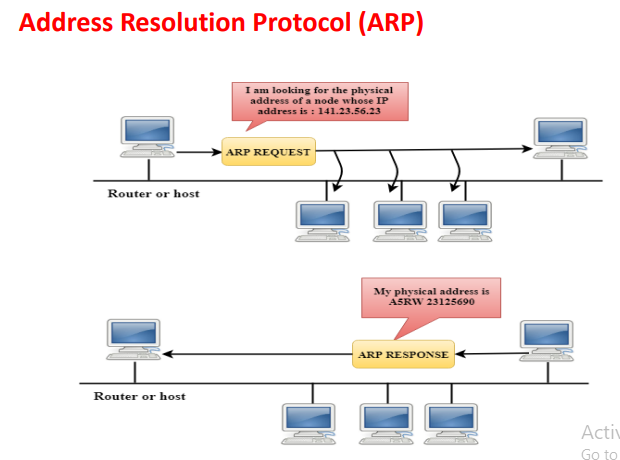 Address Resolution Protocol (ARP)
I am looking for the physical
address of a node whose IP
address is : 141.23.56.23
ARP REQUEST
Router or host
My physical address is
A5RW 23125690
ARP RESPONSE
Router or host
Activ
Go to